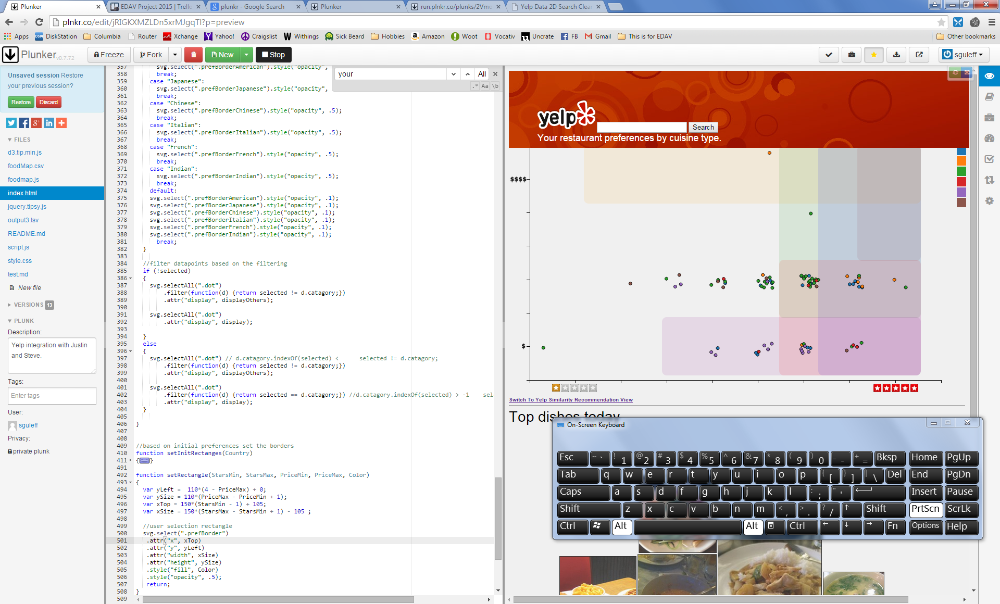 Plunker
EDAV Project 2015 | Trello
plunkr - Google Search
Plunker
run.plnkr.co/plunks/2Vmo
Yelp Data 2D Search Clea
plnkr.co/edit/jRIGKXMZLDn5xrMJgqTl?p=preview
Apps DiskStation Columbia Router Xchange Yahoo! Craigslist Withings Sick Beard Hobbies Amazon Woot Vocativ Uncrate FB Gmail This is for EDAV Other bookmarks
Plunker v0.7.72 Freeze Fork New Stop sguleff
Unsaved session Restore
your previous session?
Restore Discard
FILES
d3.tip.min.js
foodMap.csv
foodmap.js
index.html
jquery.tipsy.js
output3.tsv
README.md
script.js
style.css
test.md
New file
VERSIONS 13
PLUNK
Description:
Yelp integration with Justin
and Steve.
Tags:
Enter tags
User:
sguleff
Privacy:
private plunk
your All
.* Aa \b
357 svg.select(".prefBorderAmerican").style("opacity",
358 break;
359 case "Japanese":
360 svg.select(".prefBorderJapanese").style("opacity",
361 break;
362 case "Chinese":
363 svg.select(".prefBorderChinese").style("opacity", .5);
364 break;
365 case "Italian":
366 svg.select(".prefBorderItalian").style("opacity", .5);
367 break;
368 case "French":
369 svg.select(".prefBorderFrench").style("opacity", .5);
370 break;
371 case "Indian":
372 svg.select(".prefBorderIndian").style("opacity", .5);
373 break;
374 default:
375 svg.select(".prefBorderAmerican").style("opacity", .1);
376 svg.select(".prefBorderJapanese").style("opacity", .1);
377 svg.select(".prefBorderChinese").style("opacity", .1);
378 svg.select(".prefBorderItalian").style("opacity", .1);
379 svg.select(".prefBorderFrench").style("opacity", .1);
380 svg.select(".prefBorderIndian").style("opacity", .1);
381 break;
382 }
383
384 //filter datapoints based on the filtering
385 if (!selected)
386 {
387 svg.selectAll(".dot")
388 .filter(function(d) {return selected != d.catagory;})
389 .attr("display", displayOthers);
390
391 svg.selectAll(".dot")
392 .attr("display", display);
393
394 }
395 else
396 {
397 svg.selectAll(".dot") // d.catagory.indexOf(selected) < selected != d.catagory;
398 .filter(function(d) {return selected != d.catagory;})
399 .attr("display", displayOthers);
400
401 svg.selectAll(".dot")
402 .filter(function(d) {return selected == d.catagory;}) //d.catagory.indexOf(selected) > -1 sel
403 .attr("display", display);
404 }
405
406 }
407
408
409 //based on initial preferences set the borders
410 function setInitRectanges(Country)
411 {}
491
492 function setRectangle(StarsMin, StarsMax, PriceMin, PriceMax, Color)
493 {
494 var yLeft = 110*(4 - PriceMax) + 0;
495 var ySize = 110*(PriceMax - PriceMin + 1);
496 var xTop = 150*(StarsMin - 1) + 105;
497 var xSize = 150*(StarsMax - StarsMin + 1) - 105 ;
498
499 //user selection rectangle
500 svg.select(".prefBorder")
501 .attr("x", xTop)
502 .attr("y", yLeft)
503 .attr("width", xSize)
504 .attr("height", ySize)
505 .style("fill", Color)
506 .style("opacity", .5);
507 return;
508 }
509
yelp Search
Your restaurant preferences by cuisine type.
$$$$
$
Switch To Yelp Similarity Recommendation View
Top dishes today
On-Screen Keyboard
Esc ~ ` ! 1 @ 2 # 3 $ 4 % 5 ^ 6 & 7 * 8 ( 9 ) 0 _ - + = Bksp Home PgUp
Tab q w e r t y u i o p { [ } ] | \ Del End PgDn
Caps a s d f g h j k l : ; " ' Insert Pause
Shift z x c v b n m < , > . ? / ↑ Shift PrtScn ScrLk
Ctrl Alt Alt Ctrl ← ↓ → Fn Options Help